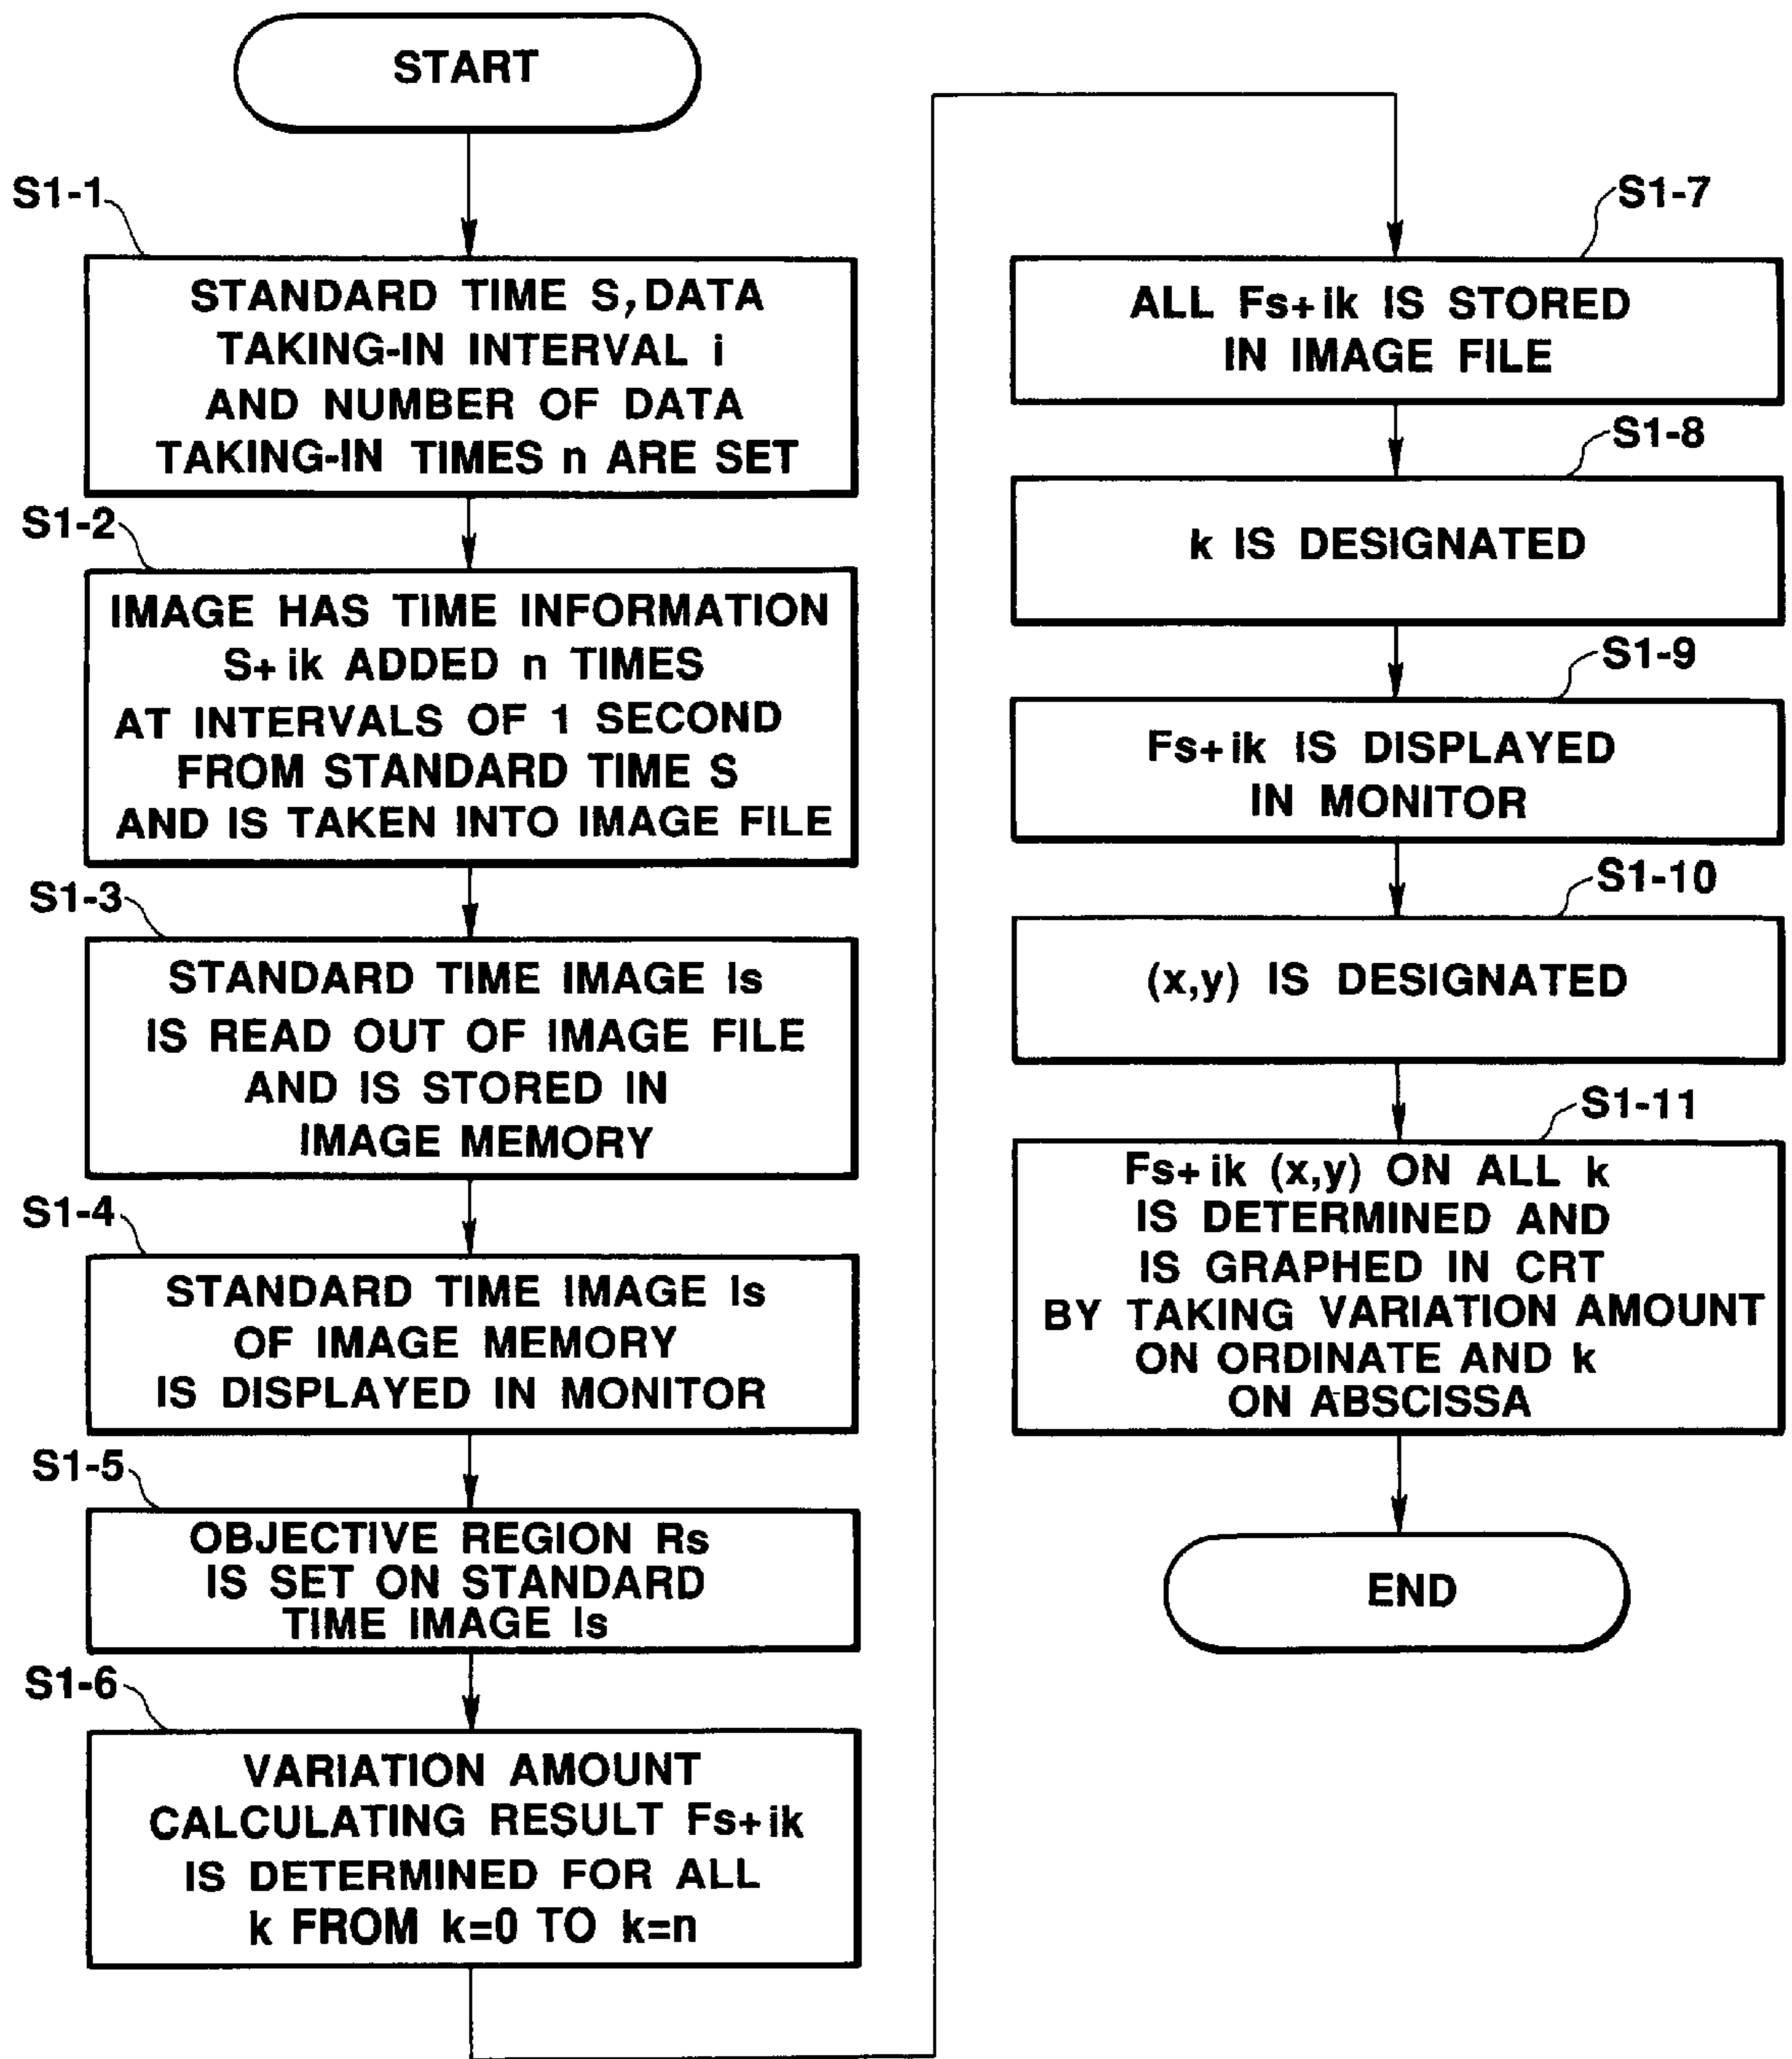 START
S1-1
STANDARD TIME S, DATA
TAKING-IN INTERVAL i
AND NUMBER OF DATA
TAKING-IN TIMES n ARE SET
S1-2
IMAGE HAS TIME INFORMATION
S+ik ADDED n TIMES
AT INTERVALS OF 1 SECOND
FROM STANDARD TIME S
AND IS TAKEN INTO IMAGE FILE
S1-3
STANDARD TIME IMAGE Is
IS READ OUT OF IMAGE FILE
AND IS STORED IN
IMAGE MEMORY
S1-4
STANDARD TIME IMAGE Is
OF IMAGE MEMORY
IS DISPLAYED IN MONITOR
S1-5
OBJECTIVE REGION Rs
IS SET ON STANDARD
TIME IMAGE Is
S1-6
VARIATION AMOUNT
CALCULATING RESULT Fs+ik
IS DETERMINED FOR ALL
k FROM k=0 TO k=n
S1-7
ALL Fs+ik IS STORED
IN IMAGE FILE
S1-8
k IS DESIGNATED
S1-9
Fs+ik IS DISPLAYED
IN MONITOR
S1-10
(x,y) IS DESIGNATED
S1-11
Fs+ik (x,y) ON ALL k
IS DETERMINED AND
IS GRAPHED IN CRT
BY TAKING VARIATION AMOUNT
ON ORDINATE AND k
ON ABSCISSA
END